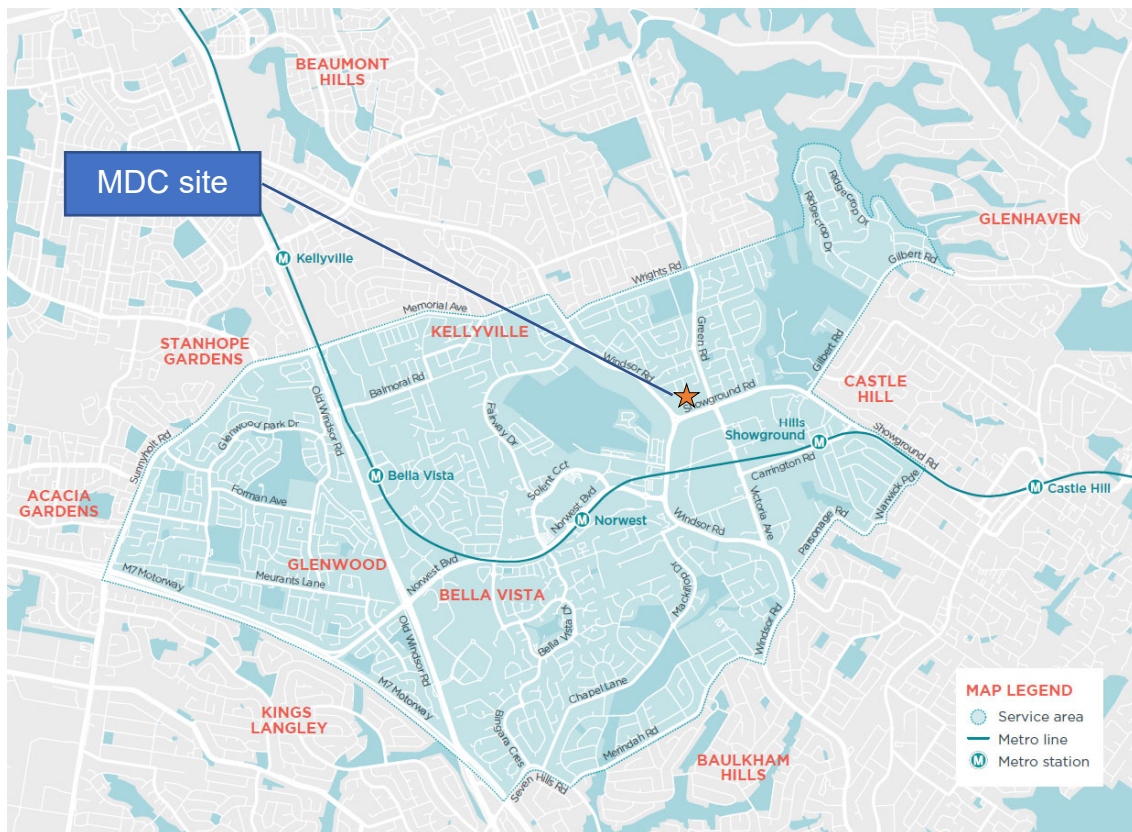 BEAUMONT
HILLS
MDC site
Ridgecrop Dr
Ridgecrop Dr
GLENHAVEN
Gilbert Rd
M Kellyville
Wrights Rd
Memorial Ave
KELLYVILLE
Green Rd
STANHOPE
GARDENS
Windsor Rd
Gilbert Rd
Balmoral Rd
Old Windsor Rd
Showground Rd
CASTLE
HILL
Fairway Dr
Glenwood Park Dr
Hills
Showground M
Showground Rd
Sunnyholt Rd
Carrington Rd
M Bella Vista
Solent Cct
Warwick Pde
M Castle Hill
ACACIA
GARDENS
Forman Ave
Norwest Bvd
M Norwest
Windsor Rd
Victoria Ave
Parsonage Rd
GLENWOOD
M7 Motorway
Meurants Lane
Norwest Bvd
BELLA VISTA
Mackillop Dr
Bella Vista Dr
Windsor Rd
Old Windsor Rd
Chapel Lane
M7 Motorway
KINGS
LANGLEY
Bingara Cres
Merindah Rd
BAULKHAM
HILLS
Seven Hills Rd
MAP LEGEND
Service area
Metro line
M Metro station